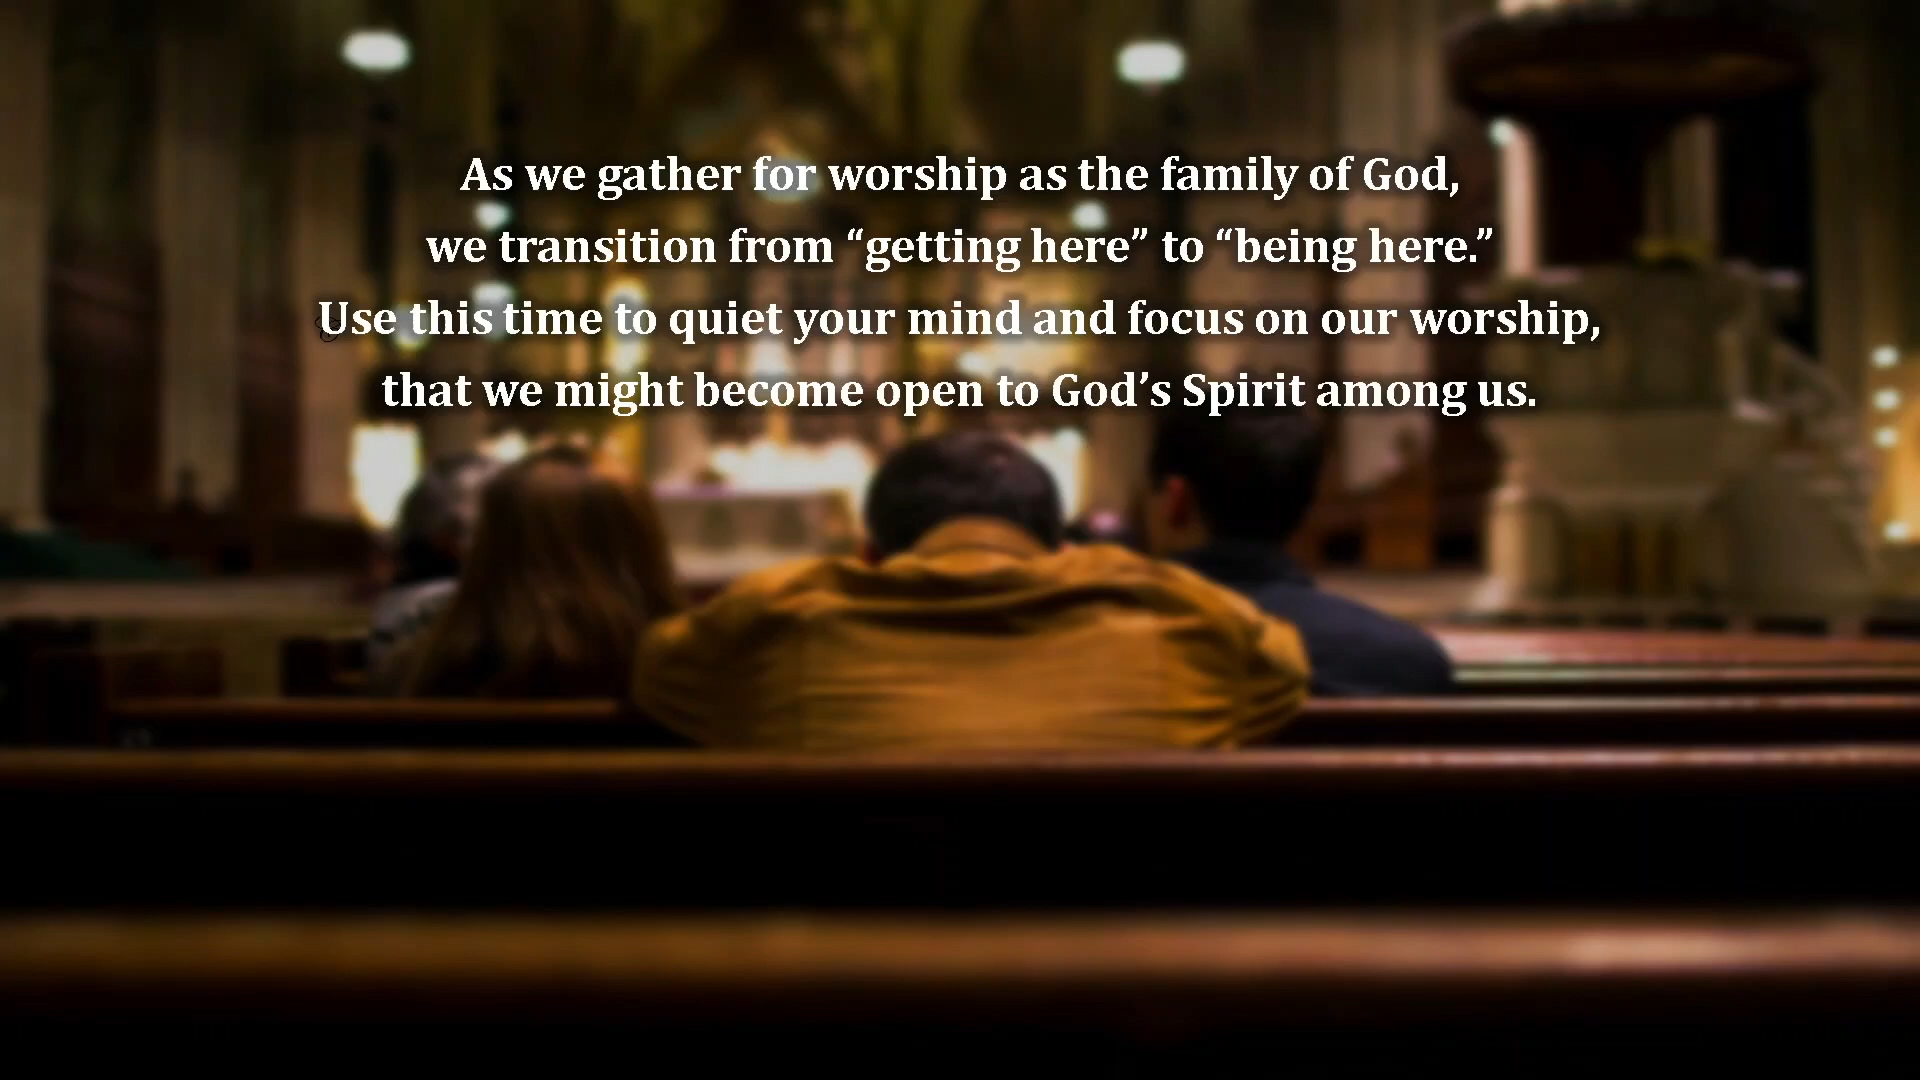 As we gather for worship as the family of God,
we transition from “getting here” to “being here.”
Use this time to quiet your mind and focus on our worship,
that we might become open to God’s Spirit among us.